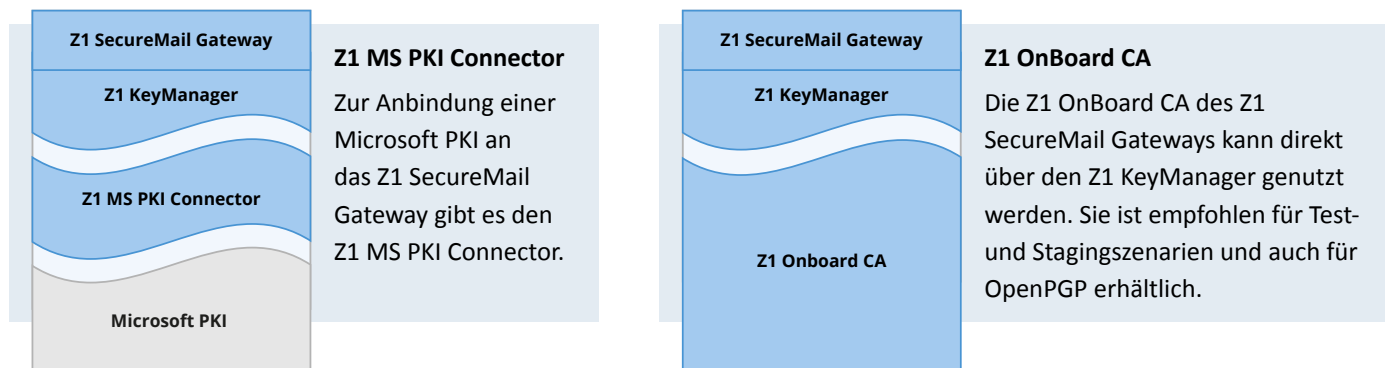 Z1 SecureMail Gateway
Z1 KeyManager
Z1 MS PKI Connector
Microsoft PKI
Z1 MS PKI Connector
Zur Anbindung einer
Microsoft PKI an
das Z1 SecureMail
Gateway gibt es den
Z1 MS PKI Connector.
Z1 SecureMail Gateway
Z1 KeyManager
Z1 Onboard CA
Z1 OnBoard CA
Die Z1 OnBoard CA des Z1
SecureMail Gateways kann direkt
über den Z1 KeyManager genutzt
werden. Sie ist empfohlen für Test-
und Stagingszenarien und auch für
OpenPGP erhältlich.